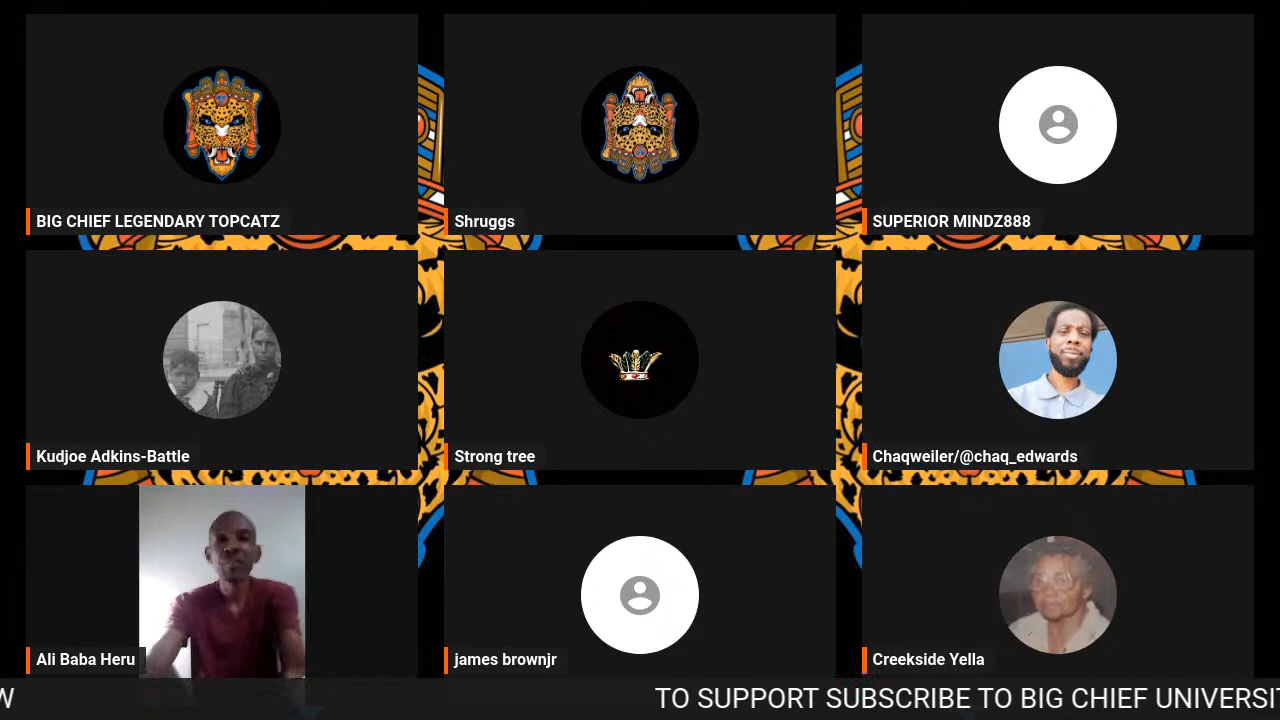 BIG CHIEF LEGENDARY TOPCATZ
Shruggs
SUPERIOR MINDZ888
Kudjoe Adkins-Battle
Strong tree
Chaqweiler/@chaq_edwards
Ali Baba Heru
james brownjr
Creekside Yella
W
TO SUPPORT SUBSCRIBE TO BIG CHIEF UNIVERSIT